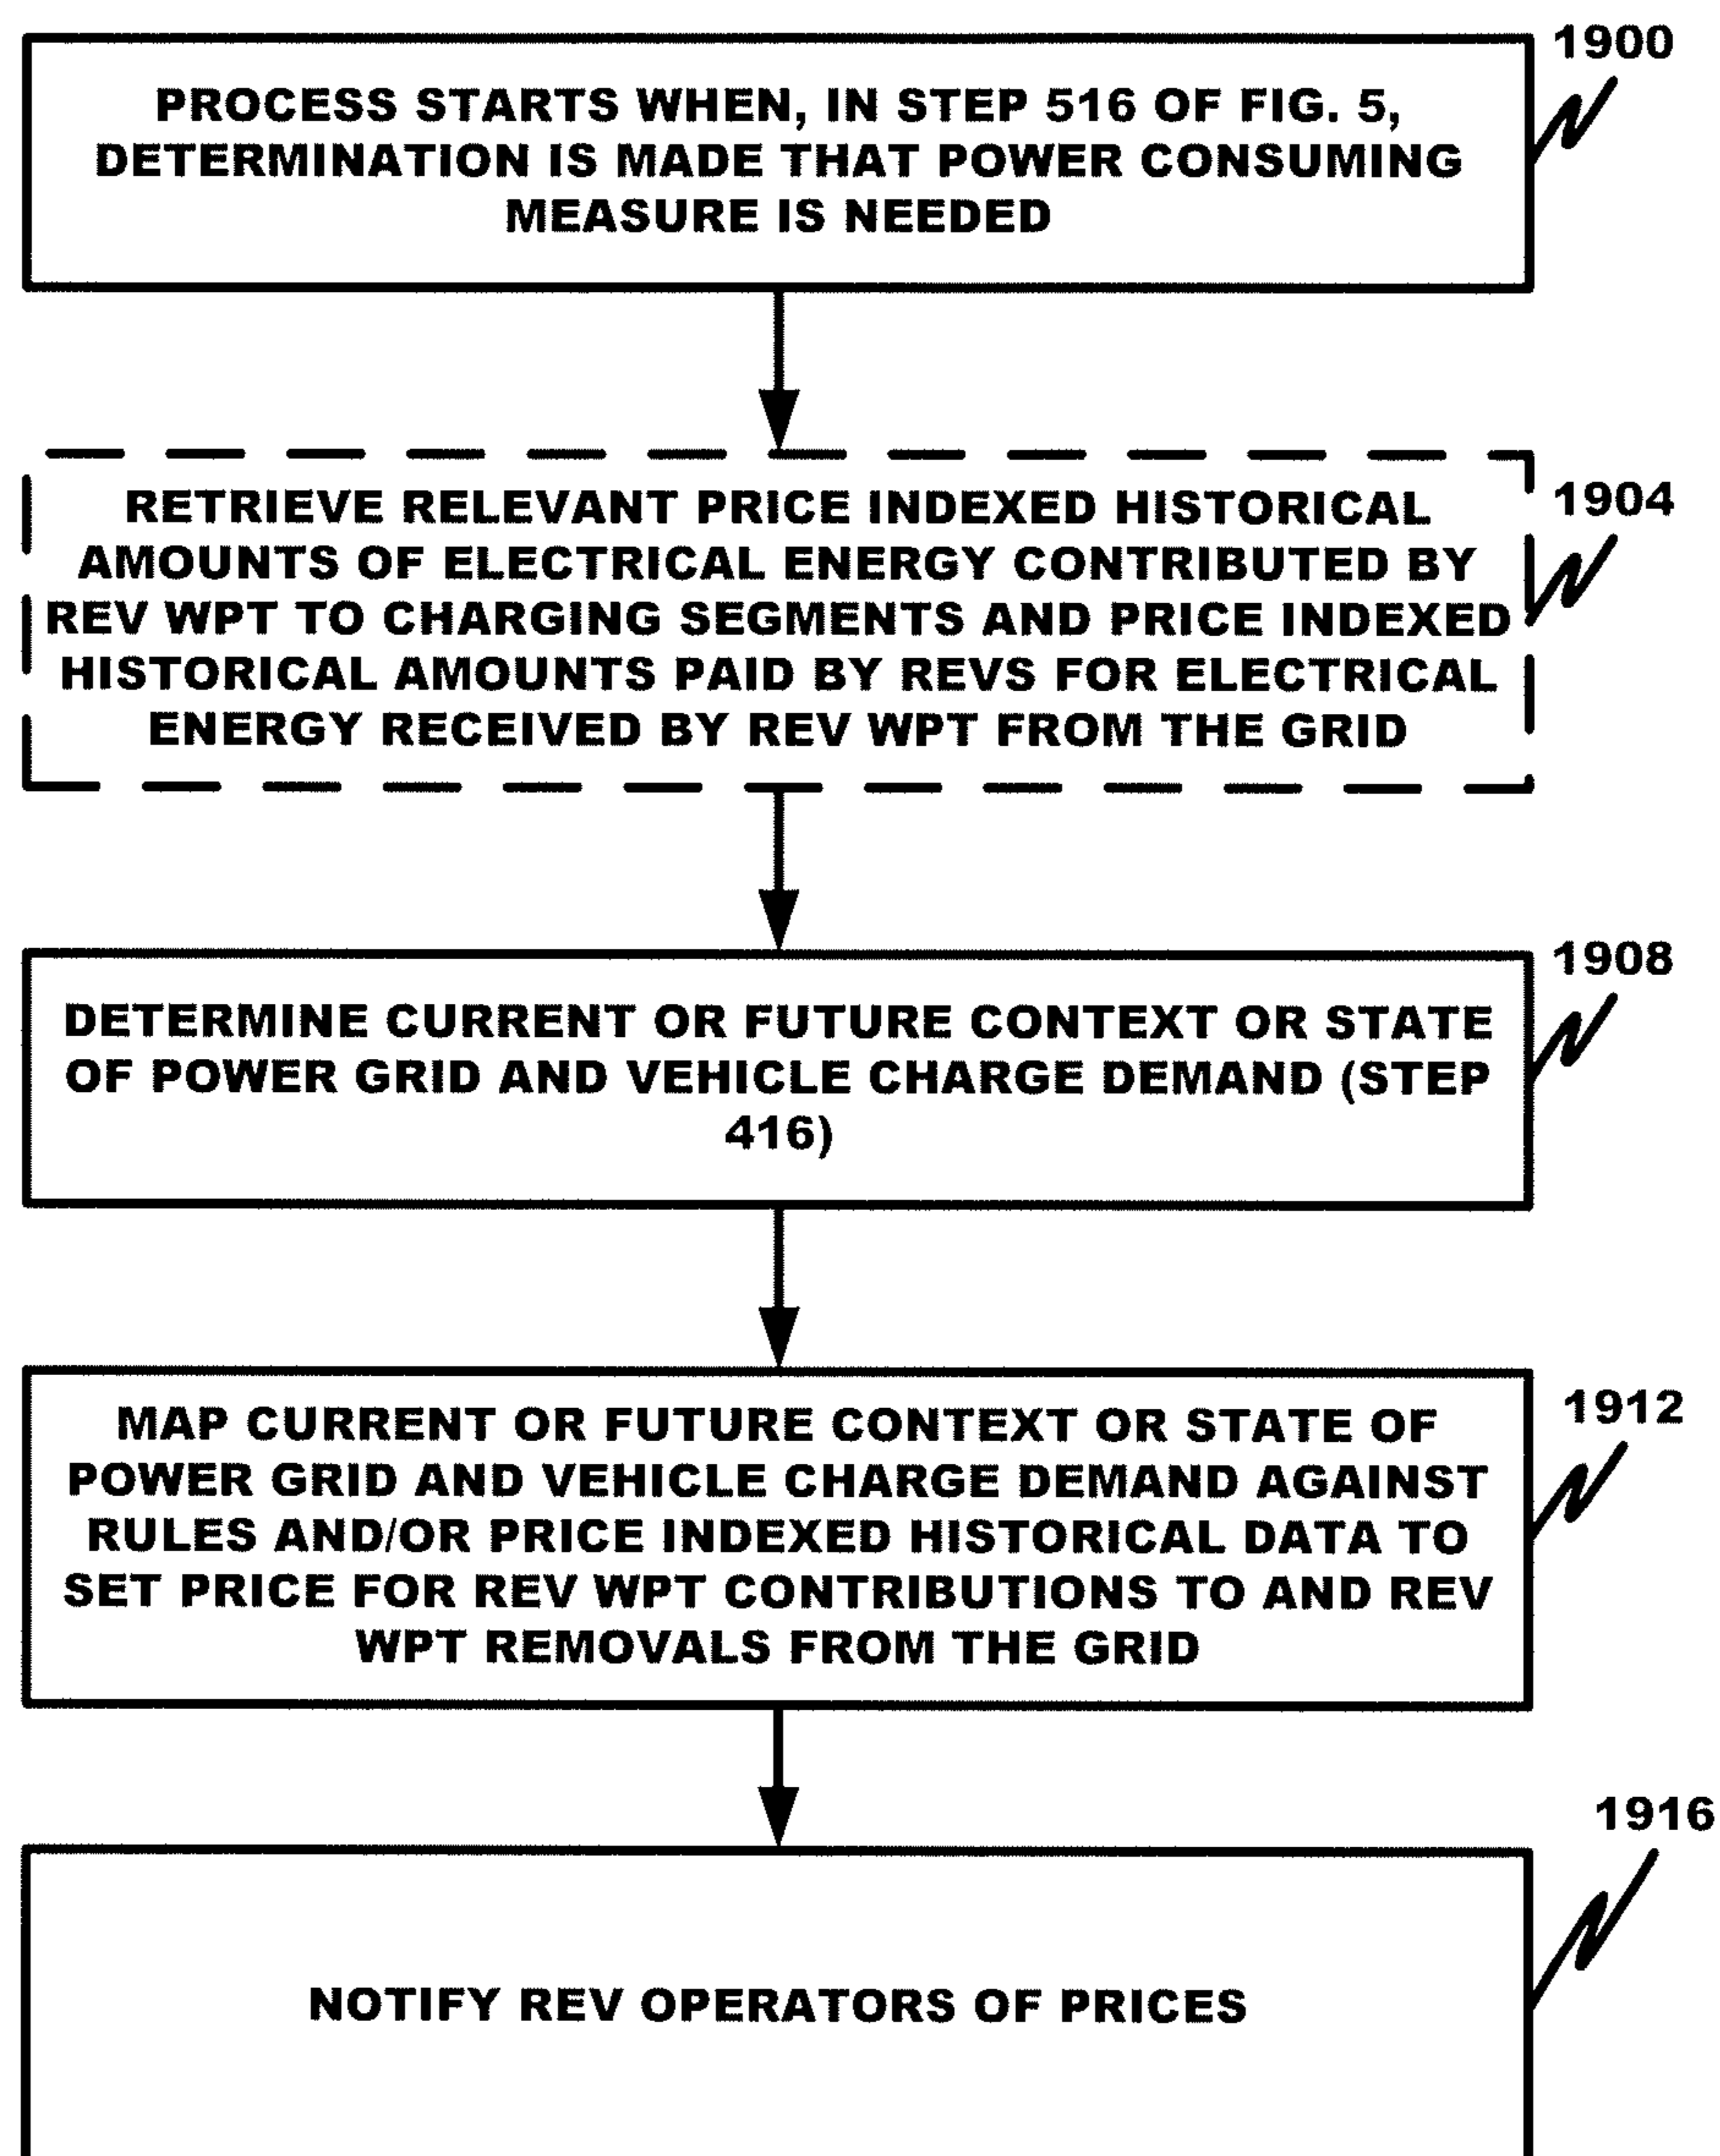 1900
PROCESS STARTS WHEN, IN STEP 516 OF FIG. 5,
DETERMINATION IS MADE THAT POWER CONSUMING
MEASURE IS NEEDED
1904
RETRIEVE RELEVANT PRICE INDEXED HISTORICAL
AMOUNTS OF ELECTRICAL ENERGY CONTRIBUTED BY
REV WPT TO CHARGING SEGMENTS AND PRICE INDEXED
HISTORICAL AMOUNTS PAID BY REVS FOR ELECTRICAL
ENERGY RECEIVED BY REV WPT FROM THE GRID
1908
DETERMINE CURRENT OR FUTURE CONTEXT OR STATE
OF POWER GRID AND VEHICLE CHARGE DEMAND (STEP
416)
1912
MAP CURRENT OR FUTURE CONTEXT OR STATE OF
POWER GRID AND VEHICLE CHARGE DEMAND AGAINST
RULES AND/OR PRICE INDEXED HISTORICAL DATA TO
SET PRICE FOR REV WPT CONTRIBUTIONS TO AND REV
WPT REMOVALS FROM THE GRID
1916
NOTIFY REV OPERATORS OF PRICES